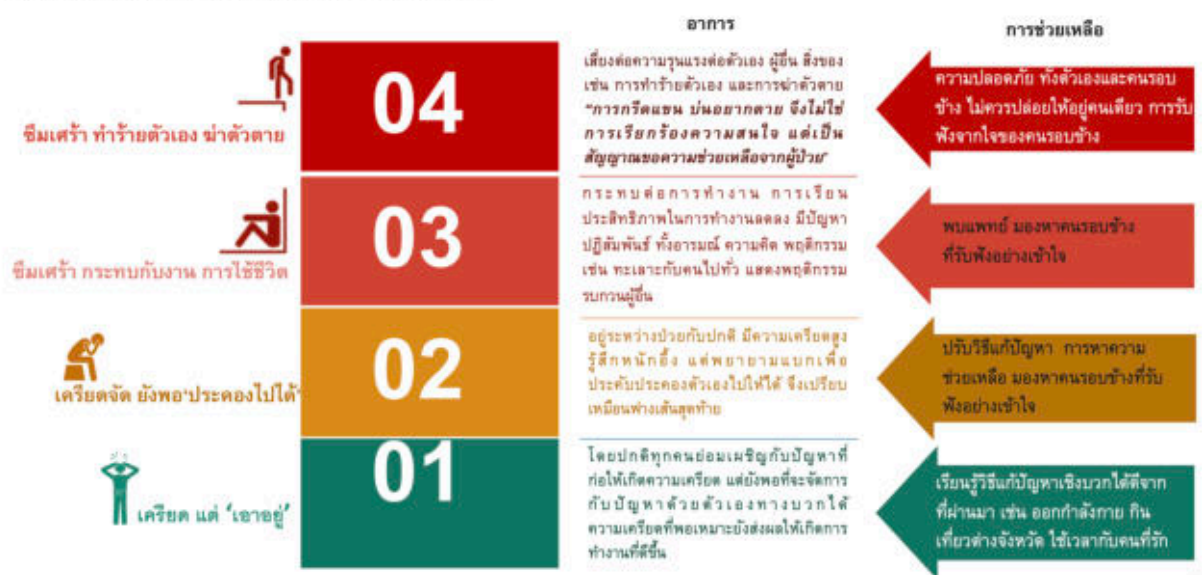 อาการ
การช่วยเหลือ
04
ซึมเศร้า ทำร้ายตัวเอง ฆ่าตัวตาย
เสี่ยงต่อความรุนแรงต่อตัวเอง ผู้อื่น สิ่งของ
เช่น การทำร้ายตัวเอง และการฆ่าตัวตาย
"การกรีดแขน บ่นอยากตาย จึงไม่ใช่
การเรียกร้องความสนใจ แต่เป็น
สัญญาณขอความช่วยเหลือจากผู้ป่วย"
ความปลอดภัย ทั้งตัวเองและคนรอบ
ข้าง ไม่ควรปล่อยให้อยู่คนเดียว การรับ
ฟังจากใจของคนรอบข้าง
03
ซึมเศร้า กระทบกับงาน การใช้ชีวิต
กระทบต่อการทำงาน การเรียน
ประสิทธิภาพในการทำงานลดลง มีปัญหา
ปฏิสัมพันธ์ ทั้งอารมณ์ ความคิด พฤติกรรม
เช่น ทะเลาะกับคนไปทั่ว แสดงพฤติกรรม
รบกวนผู้อื่น
พบแพทย์ มองหาคนรอบข้าง
ที่รับฟังอย่างเข้าใจ
02
เครียดจัด ยังพอ'ประคองไปได้'
อยู่ระหว่างป่วยกับปกติ มีความเครียดสูง
รู้สึกหนักอึ้ง แต่พยายามแบกเพื่อ
ประคับประคองตัวเองไปให้ได้ จึงเปรียบ
เหมือนฟางเส้นสุดท้าย
ปรับวิธีแก้ปัญหา การหาความ
ช่วยเหลือ มองหาคนรอบข้างที่รับ
ฟังอย่างเข้าใจ
01
เครียด แต่ 'เอาอยู่'
โดยปกติทุกคนย่อมเผชิญกับปัญหาที่
ก่อให้เกิดความเครียด แต่ยังพอที่จะจัดการ
กับปัญหาด้วยตัวเองทางบวกได้
ความเครียดที่พอเหมาะยังส่งผลให้เกิดการ
ทำงานที่ดีขึ้น
เรียนรู้วิธีแก้ปัญหาเชิงบวกได้ดีจาก
ที่ผ่านมา เช่น ออกกำลังกาย กิน
เที่ยวต่างจังหวัด ใช้เวลากับคนที่รัก